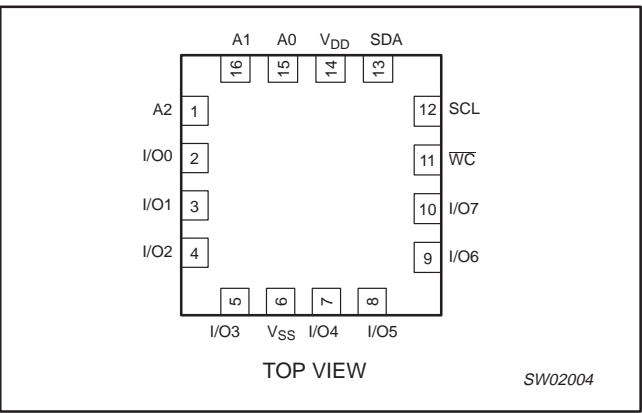 A1 A0 VDD SDA
16 15 14 13
A2 1 12 SCL
I/O0 2 11 W̅C̅
I/O1 3 10 I/O7
I/O2 4 9 I/O6
5 6 7 8
I/O3 VSS I/O4 I/O5
TOP VIEW
SW02004